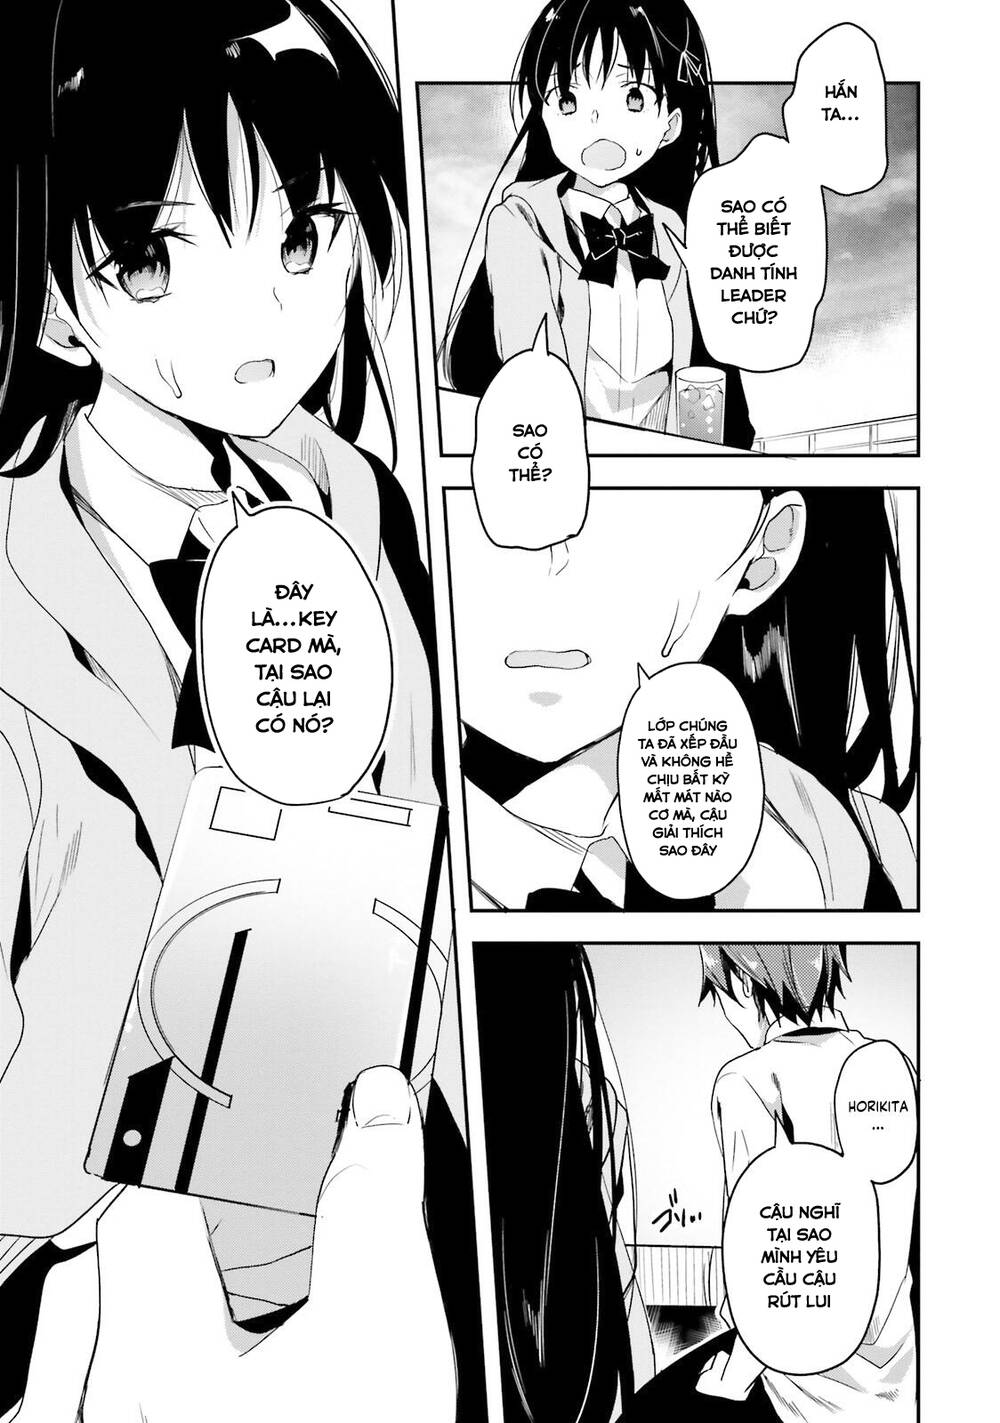 HẮN
TA...
SAO CÓ
THỂ BIẾT
ĐƯỢC
DANH TÍNH
LEADER
CHỨ?
SAO
CÓ
THỂ?
LỚP CHÚNG
TA ĐÃ XẾP ĐẦU
VÀ KHÔNG HỀ
CHỊU BẤT KỲ
MẤT MÁT NÀO
CƠ MÀ, CẬU
GIẢI THÍCH
SAO ĐÂY
HORIKITA
...
CẬU NGHĨ
TẠI SAO
MÌNH YÊU
CẦU CẬU
RÚT LUI
ゴソ...
ĐÂY
LÀ...KEY
CARD MÀ,
TẠI SAO
CẬU LẠI
CÓ NÓ?